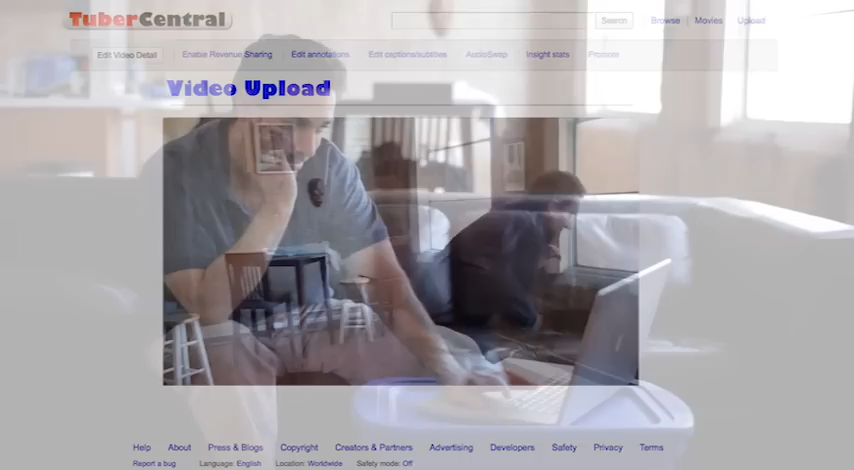 TuberCentral
Search
Browse
Movies
Upload
Edit Video Detail
Enable Revenue Sharing
Edit annotations
Edit captions/subtitles
AudioSwap
Insight stats
Promote
Video Upload
Help About Press & Blogs Copyright Creators & Partners Advertising Developers Safety Privacy Terms
Report a bug Language: English Location: Worldwide Safety mode: Off